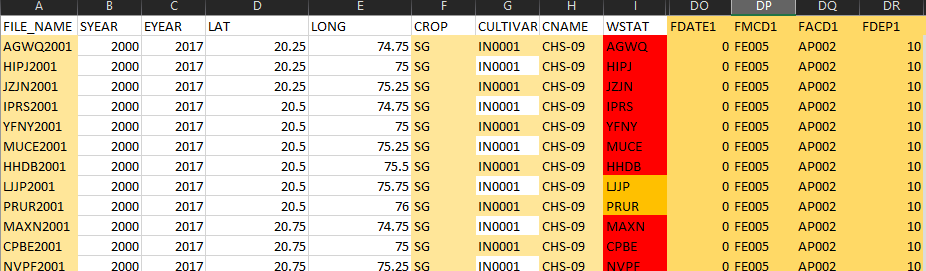 A B C D E F G H I DO DP DQ DR
FILE_NAME SYEAR EYEAR LAT LONG CROP CULTIVAR CNAME WSTAT FDATE1 FMCD1 FACD1 FDEP1
AGWQ2001 2000 2017 20.25 74.75 SG IN0001 CHS-09 AGWQ 0 FE005 AP002 10
HIPJ2001 2000 2017 20.25 75 SG IN0001 CHS-09 HIPJ 0 FE005 AP002 10
JZJN2001 2000 2017 20.25 75.25 SG IN0001 CHS-09 JZJN 0 FE005 AP002 10
IPRS2001 2000 2017 20.5 74.75 SG IN0001 CHS-09 IPRS 0 FE005 AP002 10
YFNY2001 2000 2017 20.5 75 SG IN0001 CHS-09 YFNY 0 FE005 AP002 10
MUCE2001 2000 2017 20.5 75.25 SG IN0001 CHS-09 MUCE 0 FE005 AP002 10
HHDB2001 2000 2017 20.5 75.5 SG IN0001 CHS-09 HHDB 0 FE005 AP002 10
LJJP2001 2000 2017 20.5 75.75 SG IN0001 CHS-09 LJJP 0 FE005 AP002 10
PRUR2001 2000 2017 20.5 76 SG IN0001 CHS-09 PRUR 0 FE005 AP002 10
MAXN2001 2000 2017 20.75 74.75 SG IN0001 CHS-09 MAXN 0 FE005 AP002 10
CPBE2001 2000 2017 20.75 75 SG IN0001 CHS-09 CPBE 0 FE005 AP002 10
NVPF2001 2000 2017 20.75 75.25 SG IN0001 CHS-09 NVPF 0 FE005 AP002 10